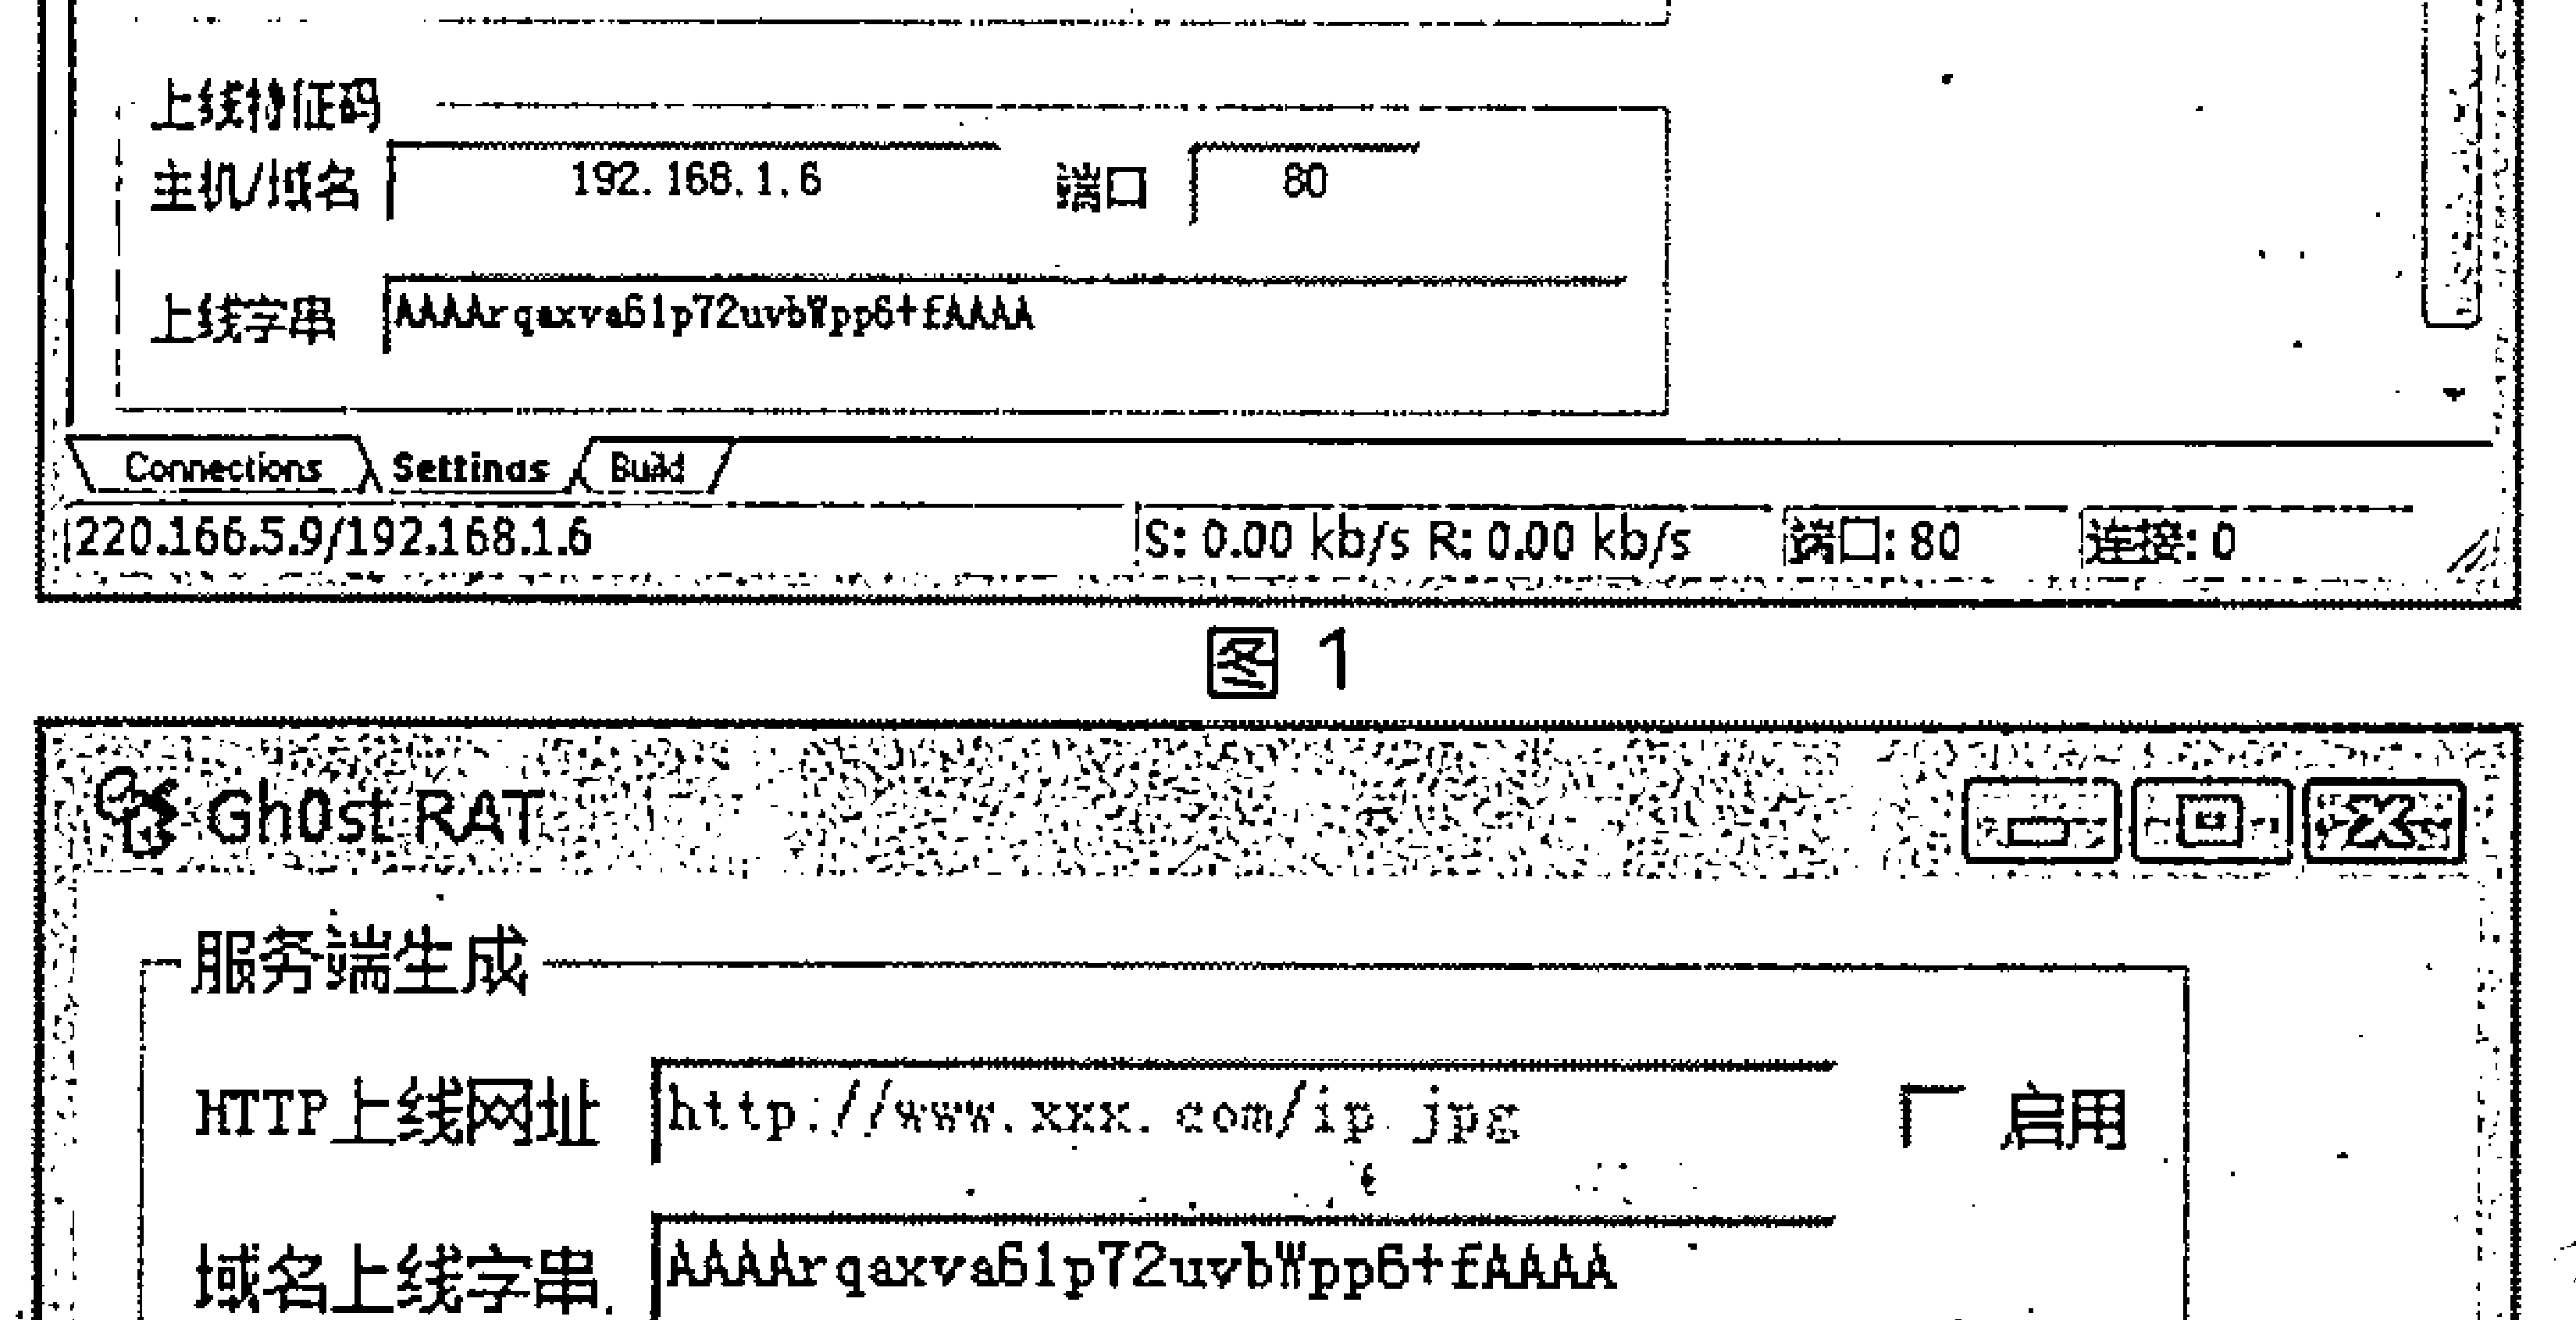 上线特征码
主机/域名 192.168.1.6 端口 80
上线字串 AAAArqaxva61p72uvbWpp6+fAAAA
Connections Settings Build
220.166.5.9/192.168.1.6 S: 0.00 kb/s R: 0.00 kb/s 端口: 80 连接: 0
图 1
Gh0st RAT
服务端生成
HTTP上线网址 http://www.xxx.com/ip.jpg 启用
域名上线字串 AAAArqaxva61p72uvbWpp6+fAAAA